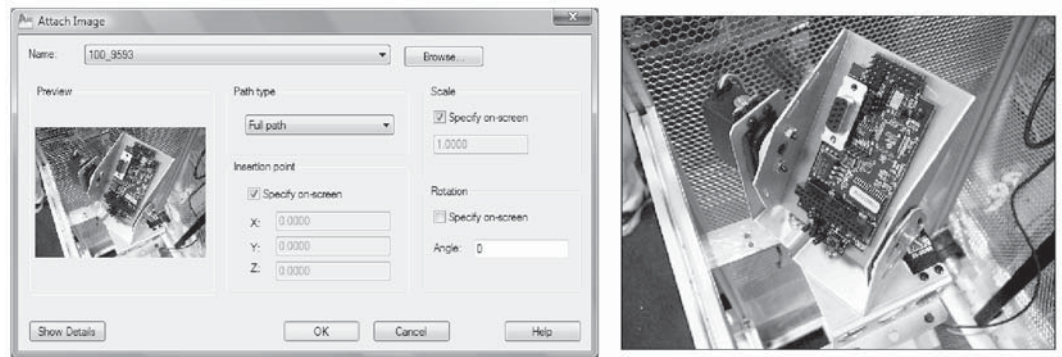 Attach Image
Name: 100_9593 Browse...
Preview
Path type
Full path
Insertion point
Specify on-screen
X: 0.0000
Y: 0.0000
Z: 0.0000
Scale
Specify on-screen
1.0000
Rotation
Specify on-screen
Angle: 0
Show Details OK Cancel Help